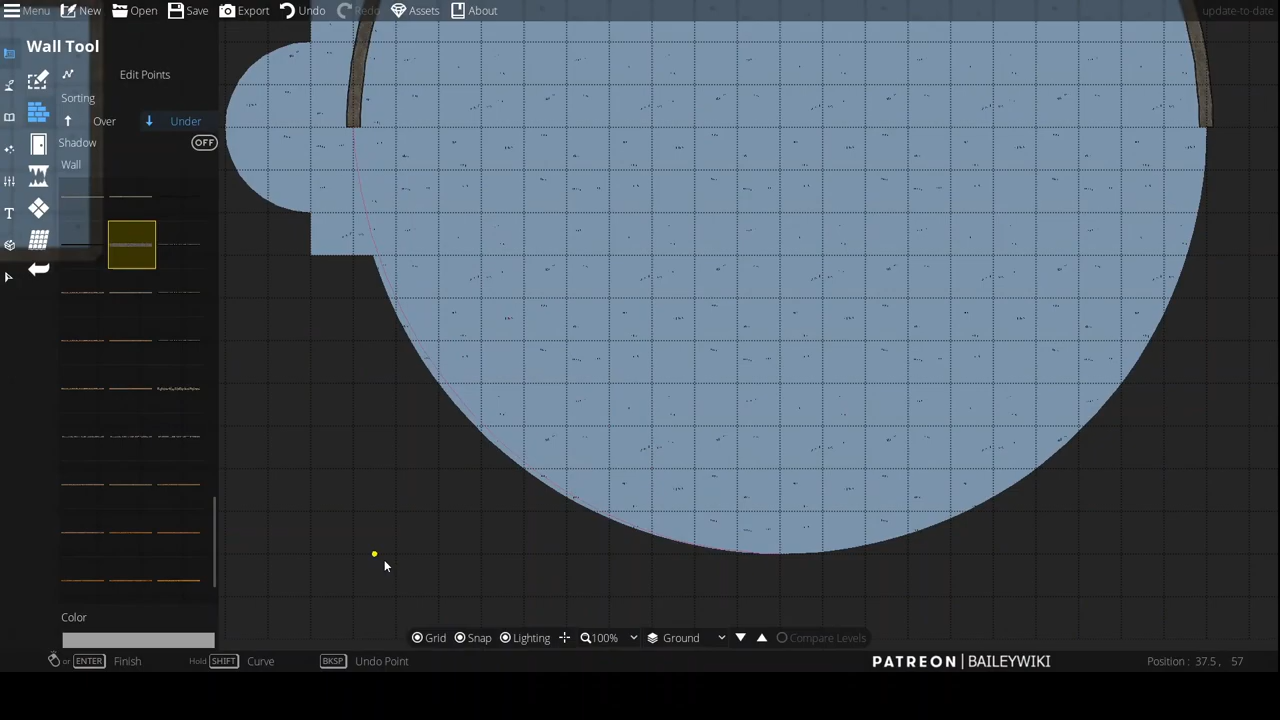 Menu New Open Save Export Undo Redo Assets About update-to-date
Wall Tool
Edit Points
Sorting
Over Under
Shadow OFF
Wall
Color
Grid Snap Lighting 100% Ground Compare Levels
or ENTER Finish Hold SHIFT Curve BKSP Undo Point PATREON | BAILEYWIKI Position : 37.5, 57